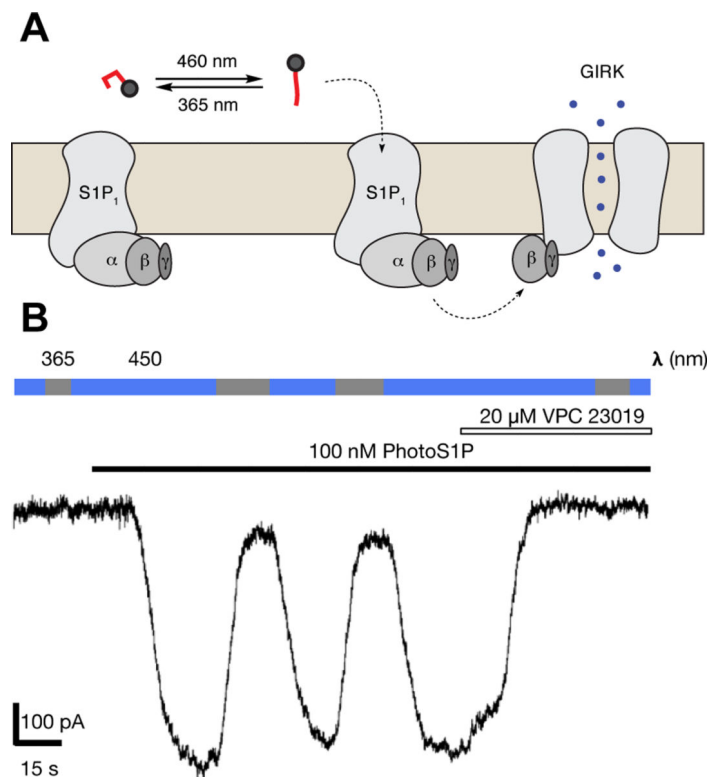 A
460 nm
365 nm
GIRK
S1P1
S1P1
α β γ
α β γ
β γ
B
365 450 λ (nm)
20 µM VPC 23019
100 nM PhotoS1P
100 pA
15 s